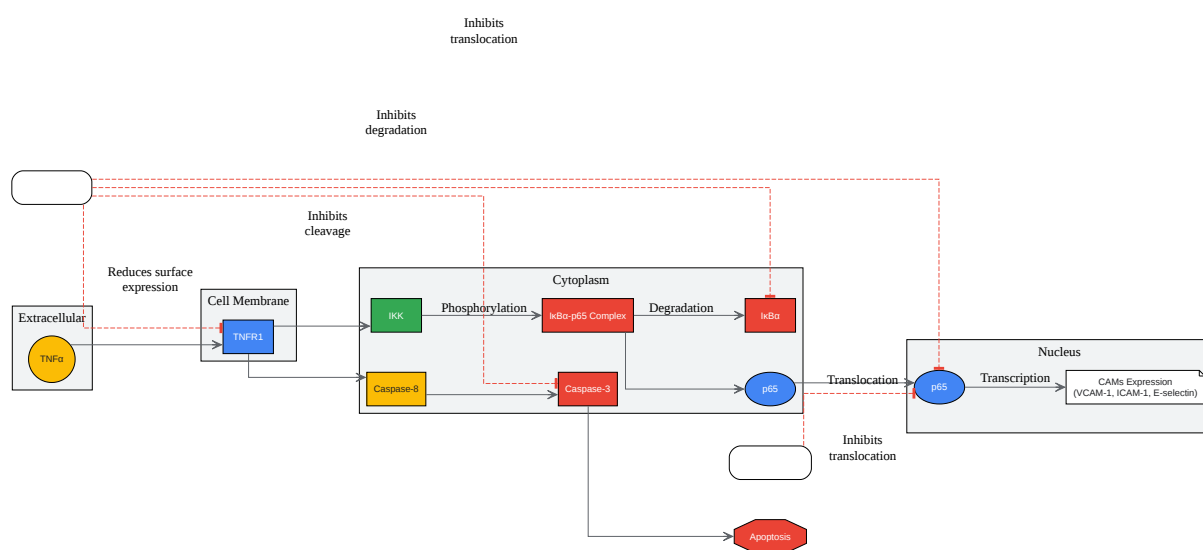 Inhibits
translocation
Inhibits
degradation
Inhibits
cleavage
Reduces surface
expression
Extracellular
TNFα
Cell Membrane
TNFR1
Cytoplasm
IKK
Phosphorylation
IκBα-p65 Complex
Degradation
IκBα
Caspase-8
Caspase-3
p65
Translocation
Nucleus
p65
Transcription
CAMs Expression
(VCAM-1, ICAM-1, E-selectin)
Inhibits
translocation
Apoptosis